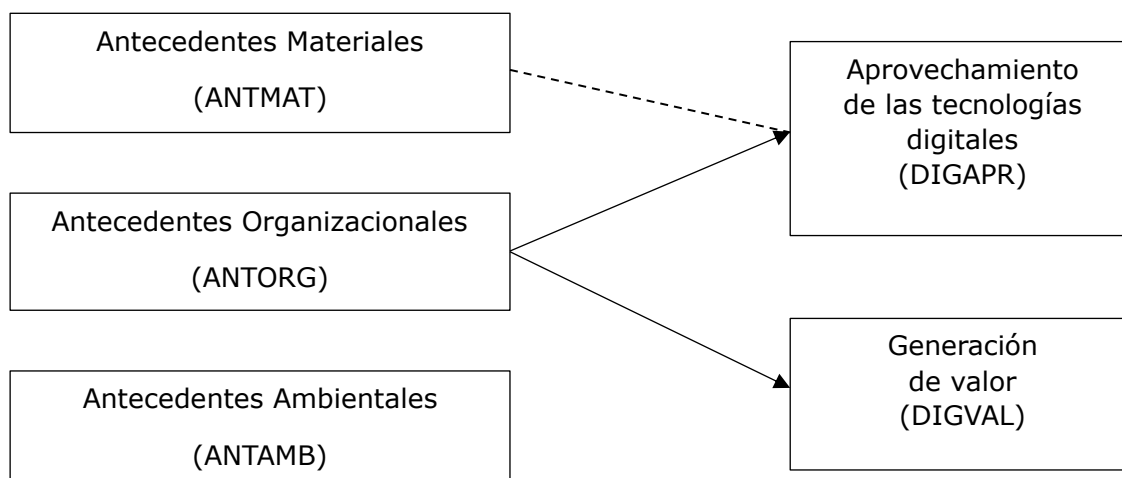 Antecedentes Materiales
(ANTMAT)
Antecedentes Organizacionales
(ANTORG)
Antecedentes Ambientales
(ANTAMB)
Aprovechamiento
de las tecnologías
digitales
(DIGAPR)
Generación
de valor
(DIGVAL)